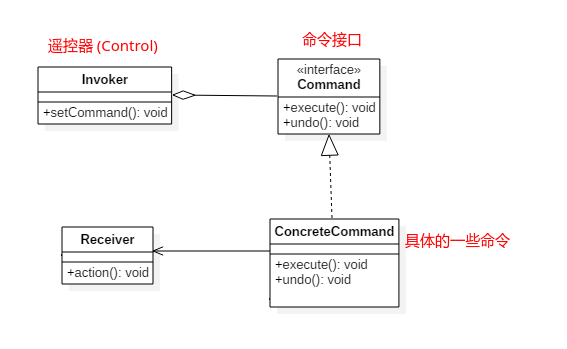 遥控器 (Control)
命令接口
Invoker
+setCommand(): void
«interface»
Command
+execute(): void
+undo(): void
Receiver
+action(): void
ConcreteCommand
+execute(): void
+undo(): void
具体的一些命令